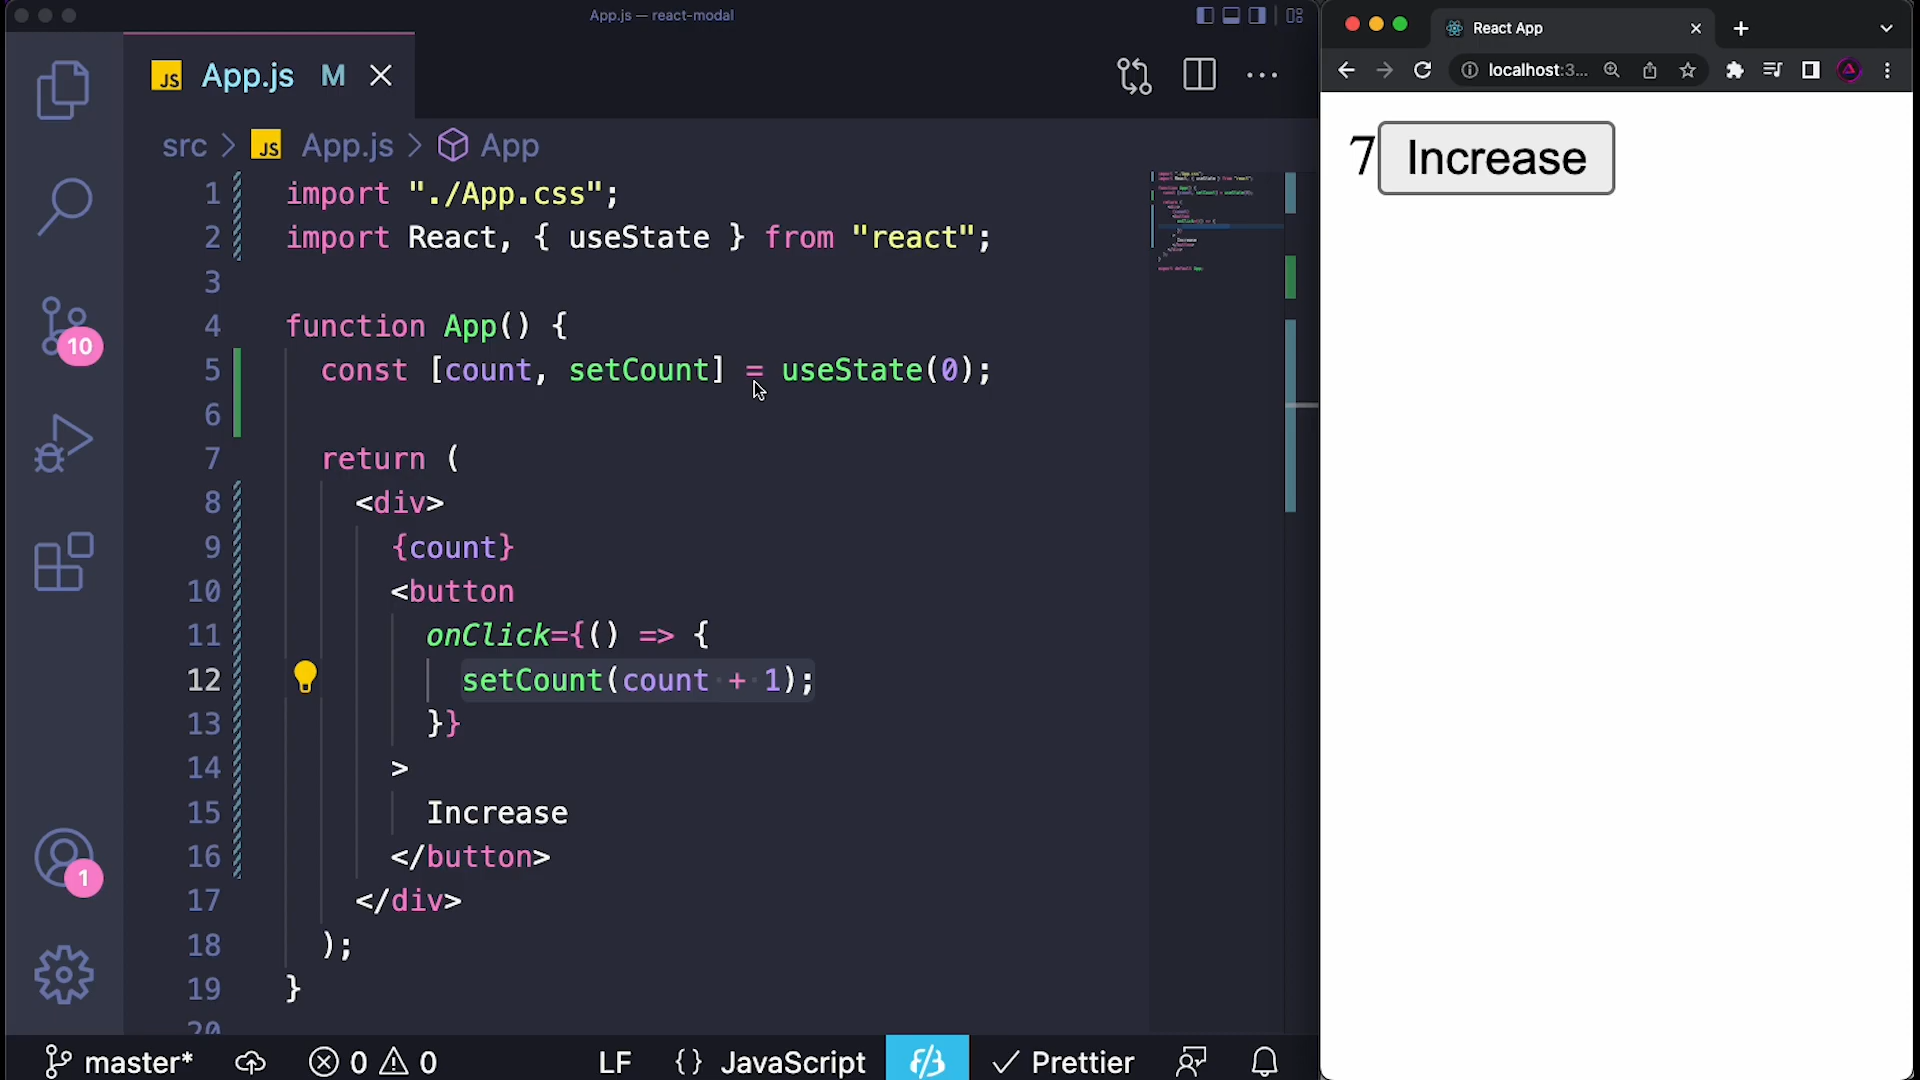 App.js — react-modal
JS App.js M
src > JS App.js > App
1 import "./App.css";
2 import React, { useState } from "react";
3
4 function App() {
5 const [count, setCount] = useState(0);
6
7 return (
8 <div>
9 {count}
10 <button
11 onClick={() => {
12 setCount(count + 1);
13 }}
14 >
15 Increase
16 </button>
17 </div>
18 );
19 }
20
10
1
master* 0 0 LF {} JavaScript Prettier
React App
localhost:3...
7 Increase